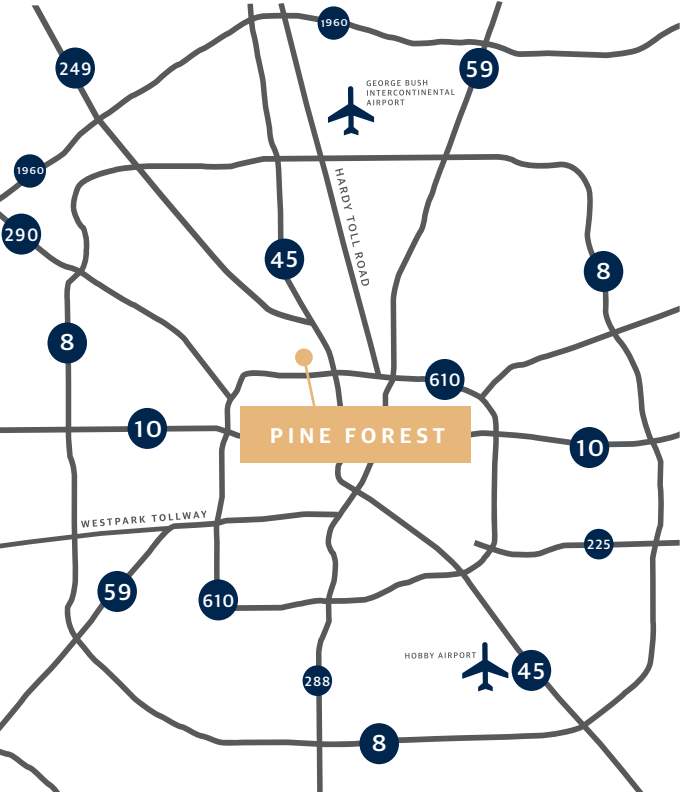 1960
249
59
GEORGE BUSH
INTERCONTINENTAL
AIRPORT
1960
HARDY TOLL ROAD
290
45
8
8
610
10
PINE FOREST
10
WESTPARK TOLLWAY
225
59
610
HOBBY AIRPORT
45
288
8